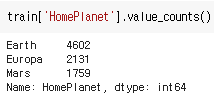 train['HomePlanet'].value_counts()
Earth     4602
Europa    2131
Mars      1759
Name: HomePlanet, dtype: int64